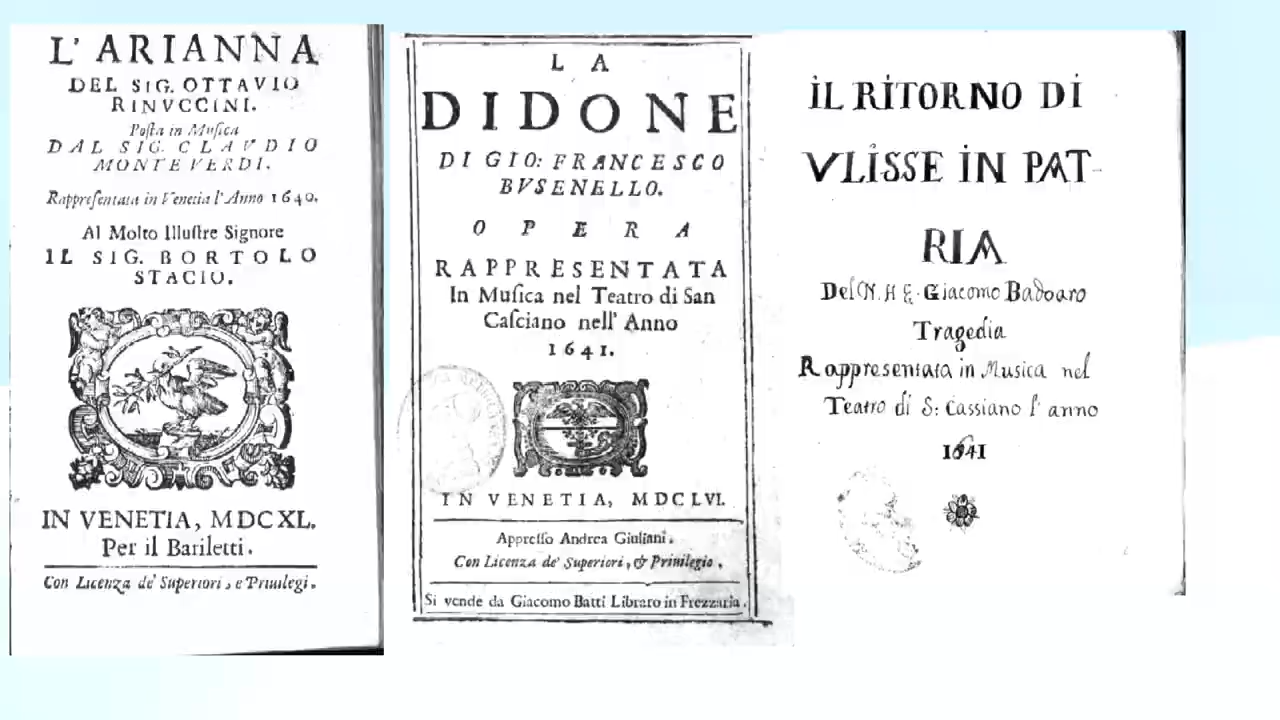 L' ARIANNA
DEL SIG. OTTAVIO
RINVCCINI.
Poſta in Muſica
DAL SIG. CLAVDIO
MONTEVERDI.
Rappreſentata in Venetia l'Anno 1640.
Al Molto Illuſtre Signore
IL SIG. BORTOLO
STACIO.
IN VENETIA, MDCXL.
Per il Bariletti.
Con Licenza de' Superiori, e Priuilegi.
LA
DIDONE
DI GIO: FRANCESCO
BVSENELLO.
OPERA
RAPPRESENTATA
In Muſica nel Teatro di San
Caſciano nell' Anno
1641.
IN VENETIA, MDCLVI.
Appreſſo Andrea Giuliani.
Con Licenza de' Superiori, & Priuilegio.
Si vende da Giacomo Batti Libraro in Frezzaria.
IL RITORNO DI
VLISSE IN PAT-
RIA
Del N. H Giacomo Badoaro
Tragedia
Rappresentata in Musica nel
Teatro di S: Cassiano l' anno
1641